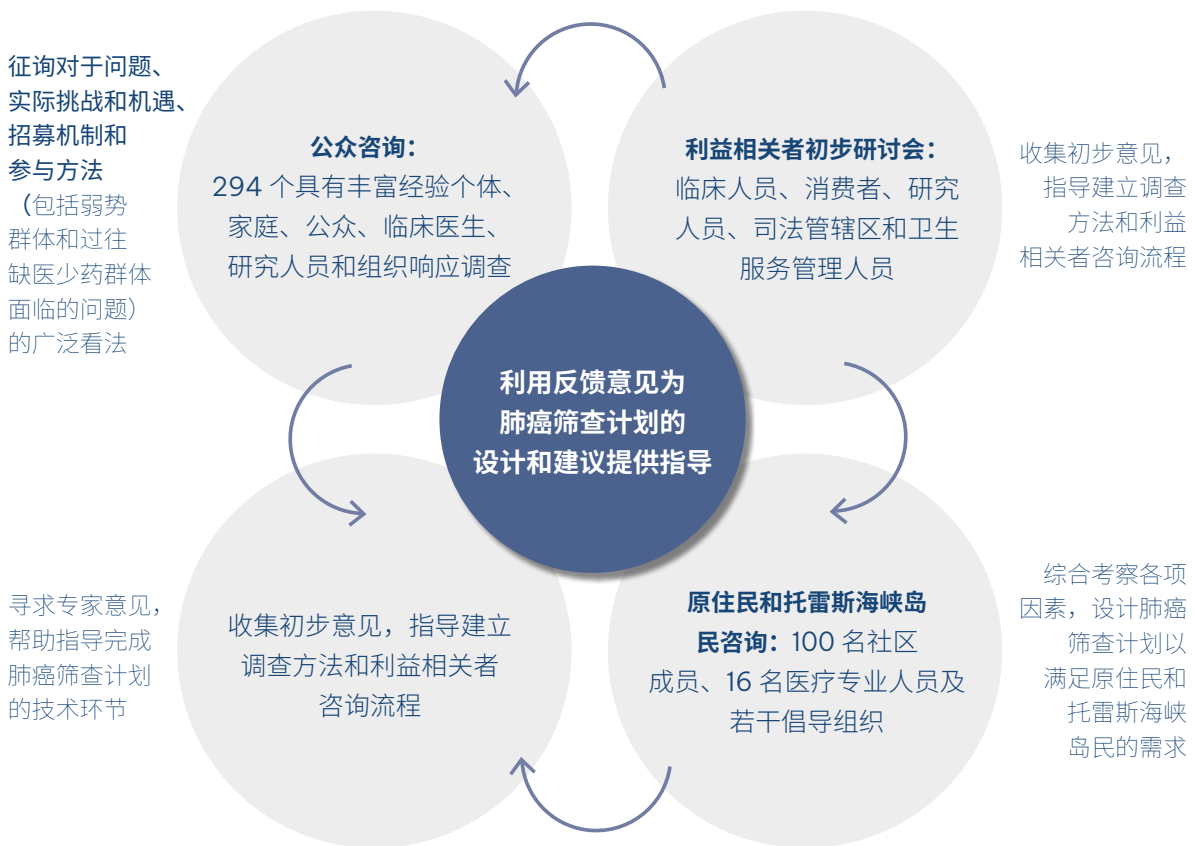 征询对于问题、
实际挑战和机遇、
招募机制和
参与方法
（包括弱势
群体和过往
缺医少药群体
面临的问题）
的广泛看法
公众咨询：
294 个具有丰富经验个体、
家庭、公众、临床医生、
研究人员和组织响应调查
利益相关者初步研讨会：
临床人员、消费者、研究
人员、司法管辖区和卫生
服务管理人员
收集初步意见，
指导建立调查
方法和利益
相关者咨询流程
利用反馈意见为
肺癌筛查计划的
设计和建议提供指导
寻求专家意见，
帮助指导完成
肺癌筛查计划
的技术环节
收集初步意见，指导建立
调查方法和利益相关者
咨询流程
原住民和托雷斯海峡岛
民咨询：100 名社区
成员、16 名医疗专业人员及
若干倡导组织
综合考察各项
因素，设计肺癌
筛查计划以
满足原住民和
托雷斯海峡
岛民的需求